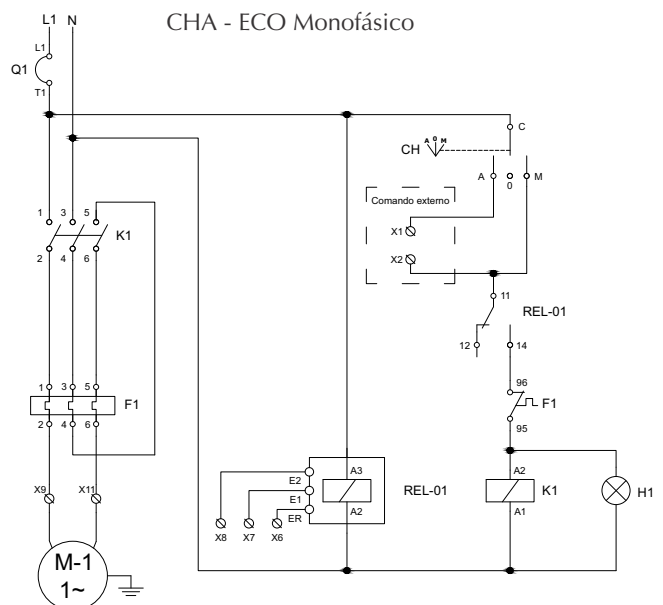 CHA - ECO Monofásico
L1 N
L1
Q1
T1
C
CH A 0 M
A 0 M
Comando externo
X1
X2
1 3 5
K1
2 4 6
11
REL-01
12 14
96
F1
95
1 3 5
F1
2 4 6
X9 X11
M-1
1~
E2
E1
ER
X8 X7 X6
A3
REL-01
A2
A2
K1
A1
H1